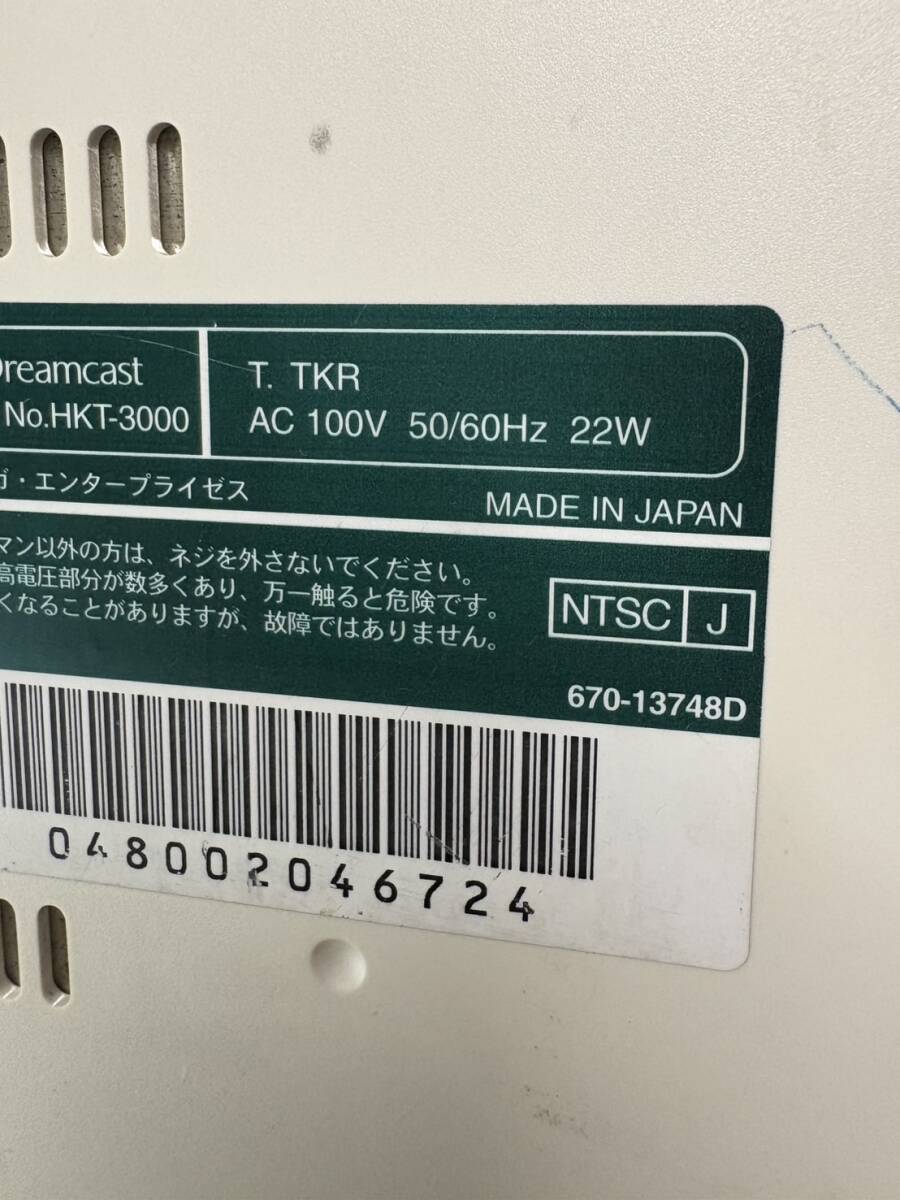 Dreamcast
No.HKT-3000
T. TKR
AC 100V 50/60Hz 22W
ガ・エンタープライゼス
MADE IN JAPAN
マン以外の方は、ネジを外さないでください。
高電圧部分が数多くあり、万一触ると危険です。
くなることがありますが、故障ではありません。
NTSC J
670-13748D
048002046724